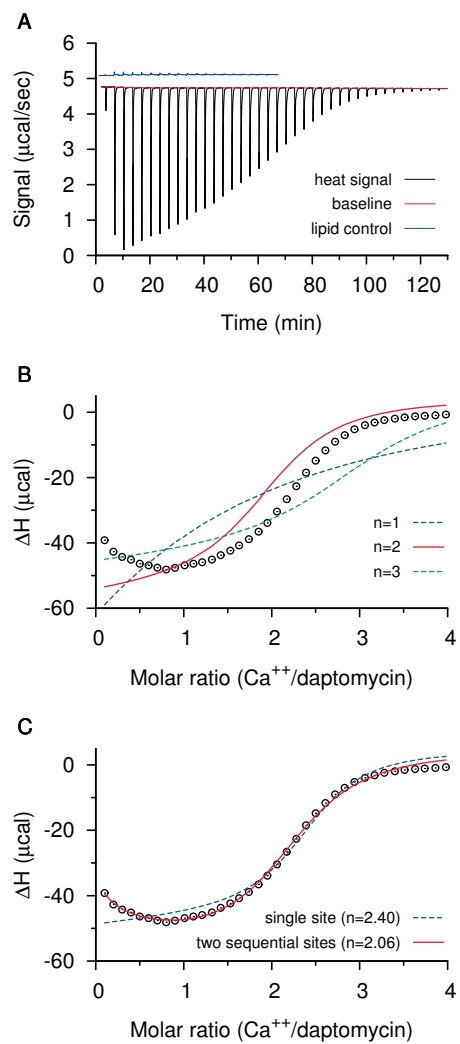 A
Signal (μcal/sec)
6
5
4
3
2
1
0
heat signal
baseline
lipid control
0 20 40 60 80 100 120
Time (min)
B
ΔH (μcal)
0
-20
-40
-60
n=1
n=2
n=3
0 1 2 3 4
Molar ratio (Ca⁺⁺/daptomycin)
C
ΔH (μcal)
0
-20
-40
-60
single site (n=2.40)
two sequential sites (n=2.06)
0 1 2 3 4
Molar ratio (Ca⁺⁺/daptomycin)